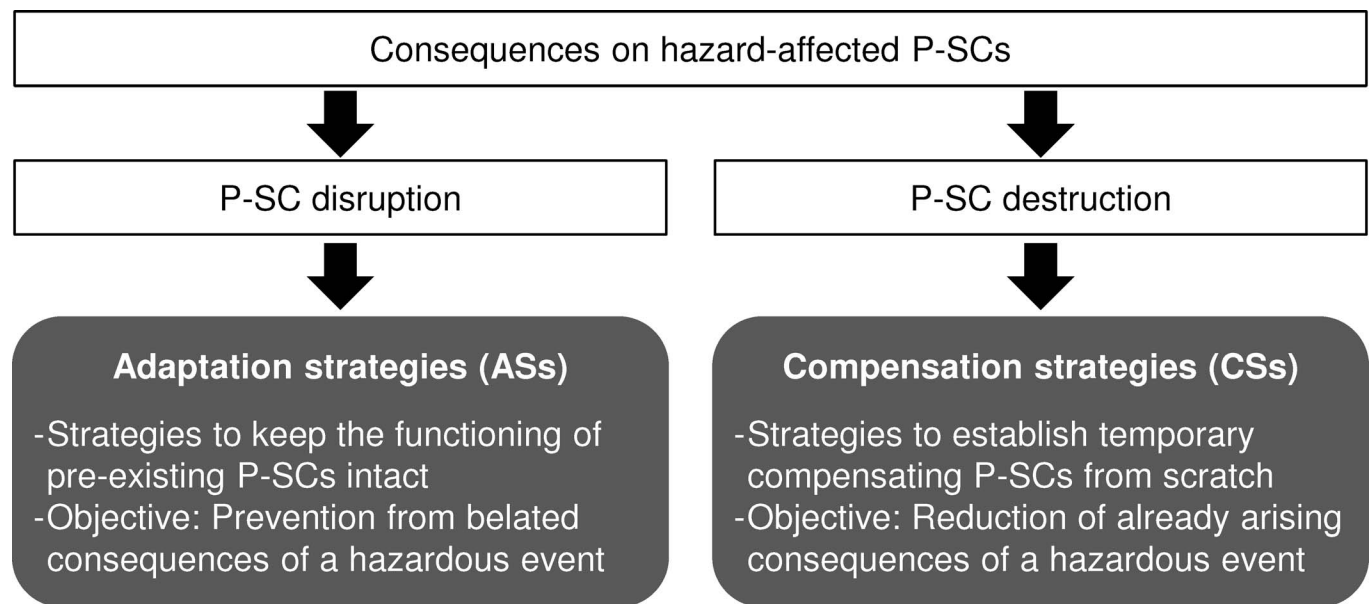 Consequences on hazard-affected P-SCs
P-SC disruption
P-SC destruction
Adaptation strategies (ASs)
-Strategies to keep the functioning of
pre-existing P-SCs intact
-Objective: Prevention from belated
consequences of a hazardous event
Compensation strategies (CSs)
-Strategies to establish temporary
compensating P-SCs from scratch
-Objective: Reduction of already arising
consequences of a hazardous event